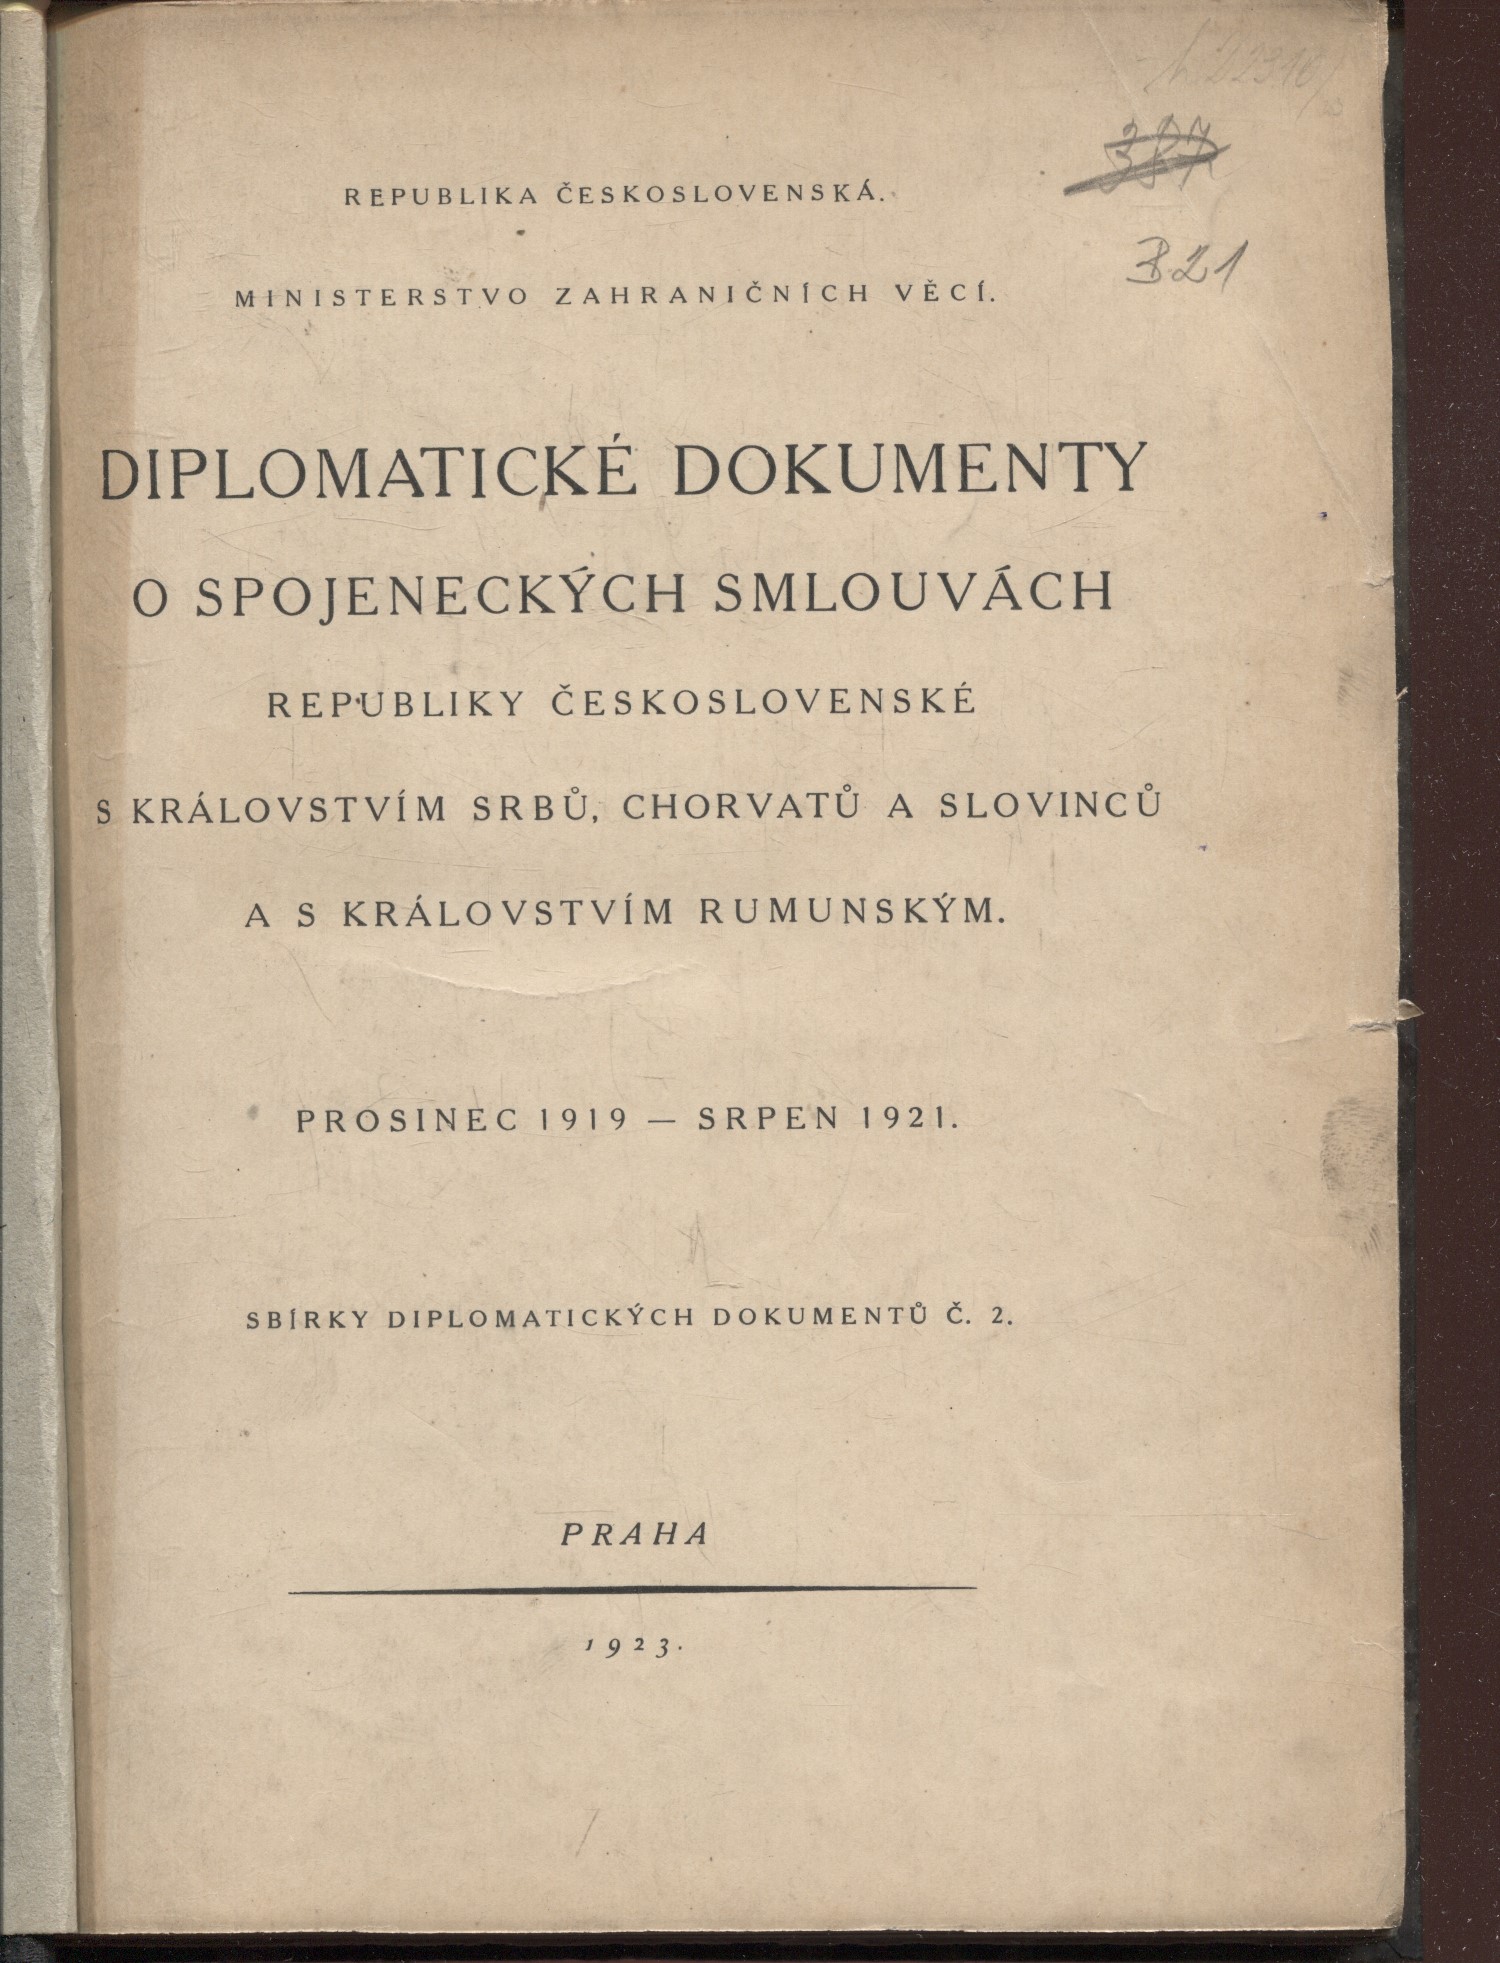 387
321
REPUBLIKA ČESKOSLOVENSKÁ.
MINISTERSTVO ZAHRANIČNÍCH VĚCÍ.
DIPLOMATICKÉ DOKUMENTY
O SPOJENECKÝCH SMLOUVÁCH
REPUBLIKY ČESKOSLOVENSKÉ
S KRÁLOVSTVÍM SRBŮ, CHORVATŮ A SLOVINCŮ
A S KRÁLOVSTVÍM RUMUNSKÝM.
PROSINEC 1919 — SRPEN 1921.
SBÍRKY DIPLOMATICKÝCH DOKUMENTŮ Č. 2.
PRAHA
1923.